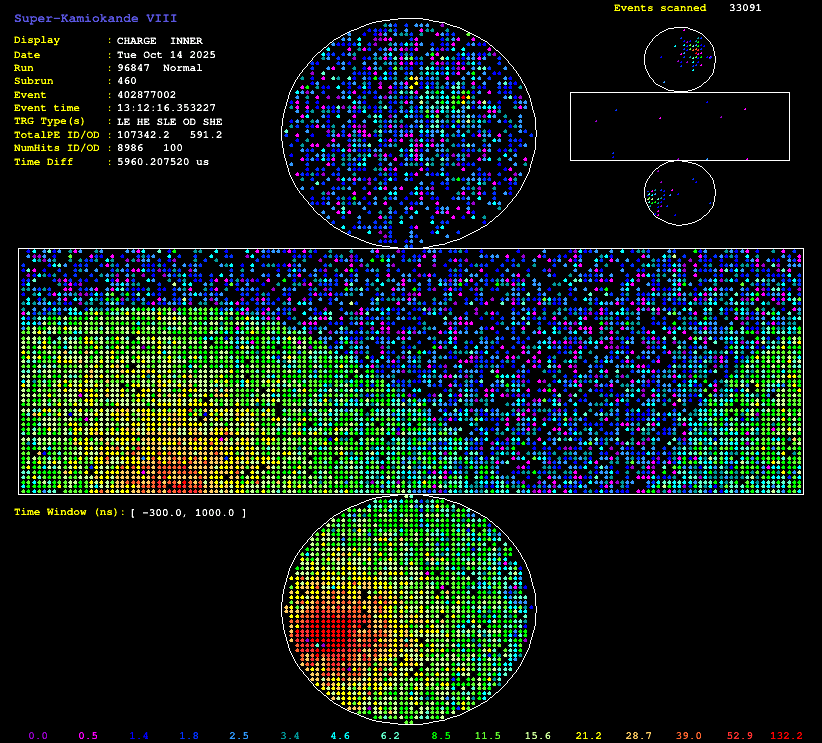 Super-Kamiokande VIII
Events scanned 33091
Display : CHARGE INNER
Date : Tue Oct 14 2025
Run : 96847 Normal
Subrun : 460
Event : 402877002
Event time : 13:12:16.353227
TRG Type(s) : LE HE SLE OD SHE
TotalPE ID/OD : 107342.2 591.2
NumHits ID/OD : 8986 100
Time Diff : 5960.207520 us
Time Window (ns): [ -300.0, 1000.0 ]
0.0 0.5 1.4 1.8 2.5 3.4 4.6 6.2 8.5 11.5 15.6 21.2 28.7 39.0 52.9 132.2